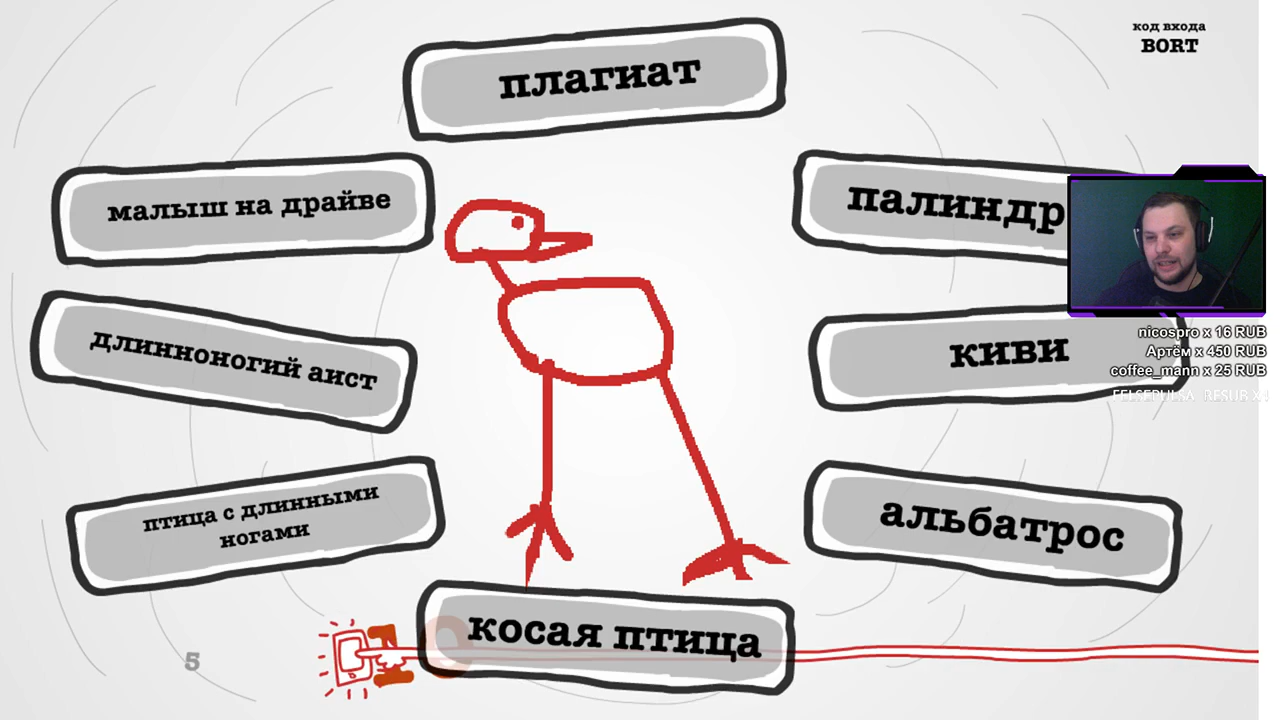 код входа
BORT
плагиат
малыш на драйве
палиндр
длинноногий аист
киви
nicospro x 16 RUB
Артём x 450 RUB
coffee_mann x 25 RUB
птица с длинными
ногами
альбатрос
косая птица
5